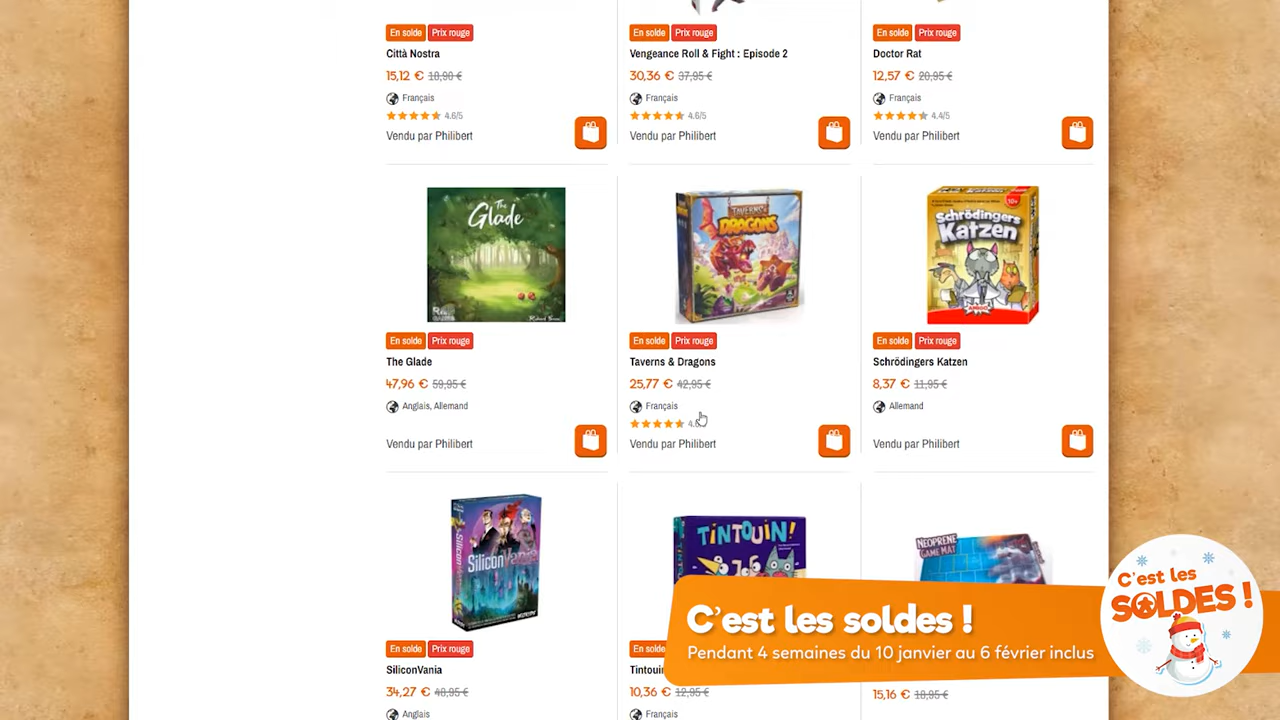 En solde Prix rouge
Città Nostra
15,12 € 18,90 €
Français
4.6/5
Vendu par Philibert
En solde Prix rouge
Vengeance Roll & Fight : Episode 2
30,36 € 37,95 €
Français
4.6/5
Vendu par Philibert
En solde Prix rouge
Doctor Rat
12,57 € 20,95 €
Français
4.4/5
Vendu par Philibert
The
Glade
En solde Prix rouge
The Glade
47,96 € 59,95 €
Anglais, Allemand
Vendu par Philibert
TAVERNS
DRAGONS
En solde Prix rouge
Taverns & Dragons
25,77 € 42,95 €
Français
Vendu par Philibert
10+
Schrödingers
Katzen
AMIGO
En solde Prix rouge
Schrödingers Katzen
8,37 € 11,95 €
Allemand
Vendu par Philibert
SiliconVania
En solde Prix rouge
SiliconVania
34,27 € 48,95 €
Anglais
TINTOUIN!
En solde
Tintouin
10,36 € 12,95 €
Français
NEOPRENE
GAME MAT
15,16 € 18,95 €
C'est les soldes !
Pendant 4 semaines du 10 janvier au 6 février inclus
C'est les
SOLDES !